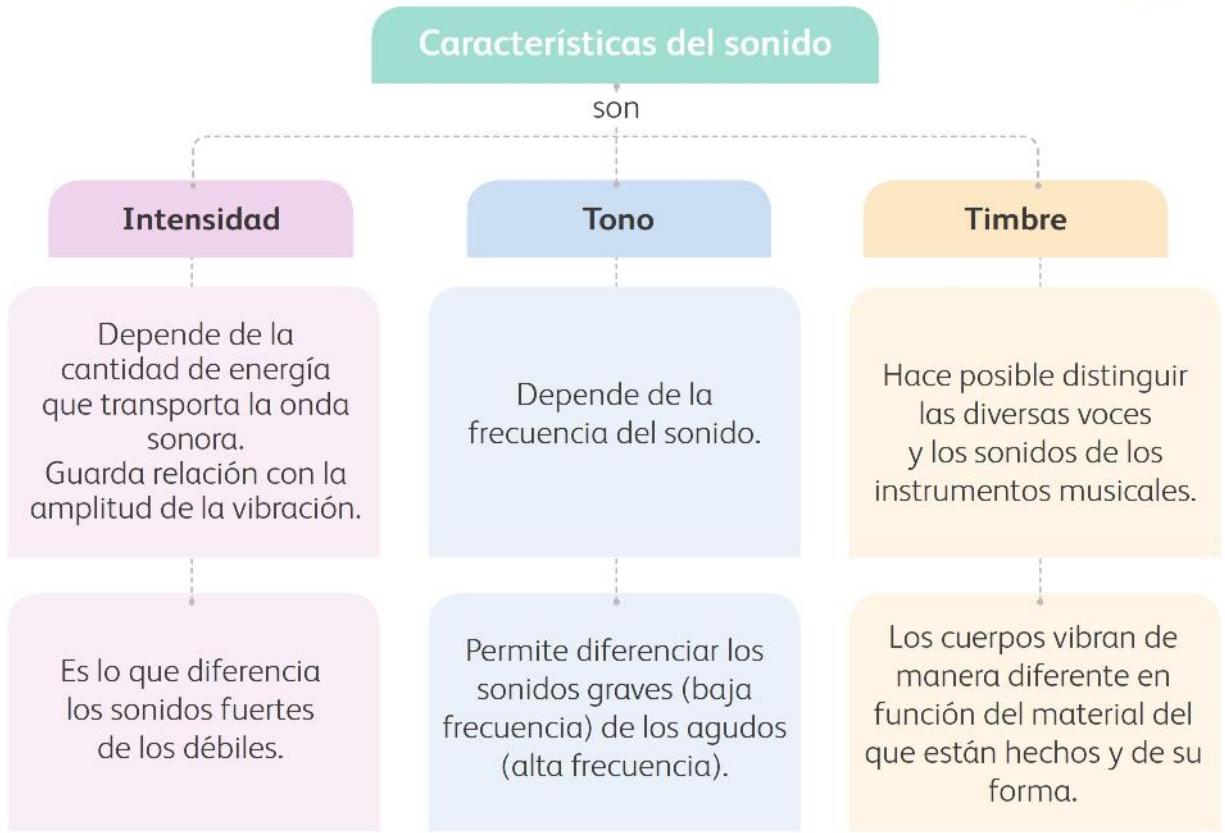 Características del sonido
son
Intensidad
Depende de la
cantidad de energía
que transporta la onda
sonora.
Guarda relación con la
amplitud de la vibración.
Es lo que diferencia
los sonidos fuertes
de los débiles.
Tono
Depende de la
frecuencia del sonido.
Permite diferenciar los
sonidos graves (baja
frecuencia) de los agudos
(alta frecuencia).
Timbre
Hace posible distinguir
las diversas voces
y los sonidos de los
instrumentos musicales.
Los cuerpos vibran de
manera diferente en
función del material del
que están hechos y de su
forma.